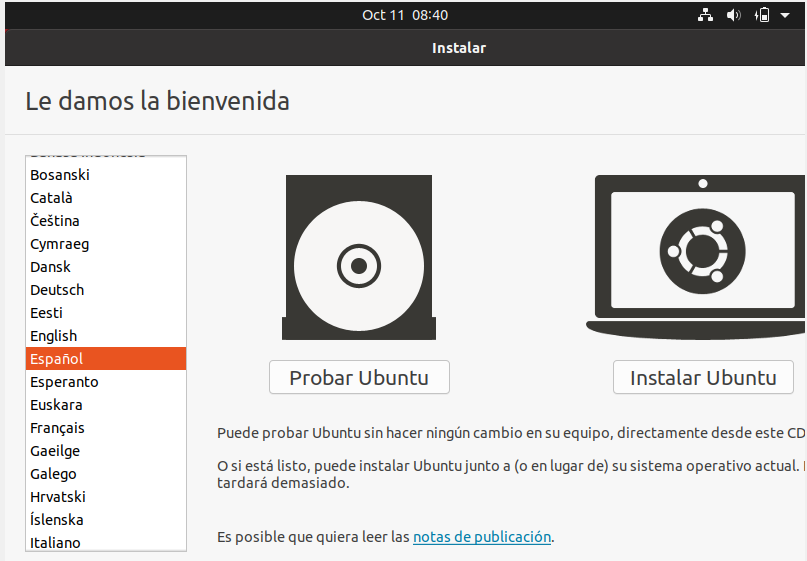 Oct 11 08:40
Instalar
Le damos la bienvenida
Bosanski
Català
Čeština
Cymraeg
Dansk
Deutsch
Eesti
English
Español
Esperanto
Euskara
Français
Gaeilge
Galego
Hrvatski
Íslenska
Italiano
Probar Ubuntu
Instalar Ubuntu
Puede probar Ubuntu sin hacer ningún cambio en su equipo, directamente desde este CD
O si está listo, puede instalar Ubuntu junto a (o en lugar de) su sistema operativo actual.
tardará demasiado.
Es posible que quiera leer las notas de publicación.